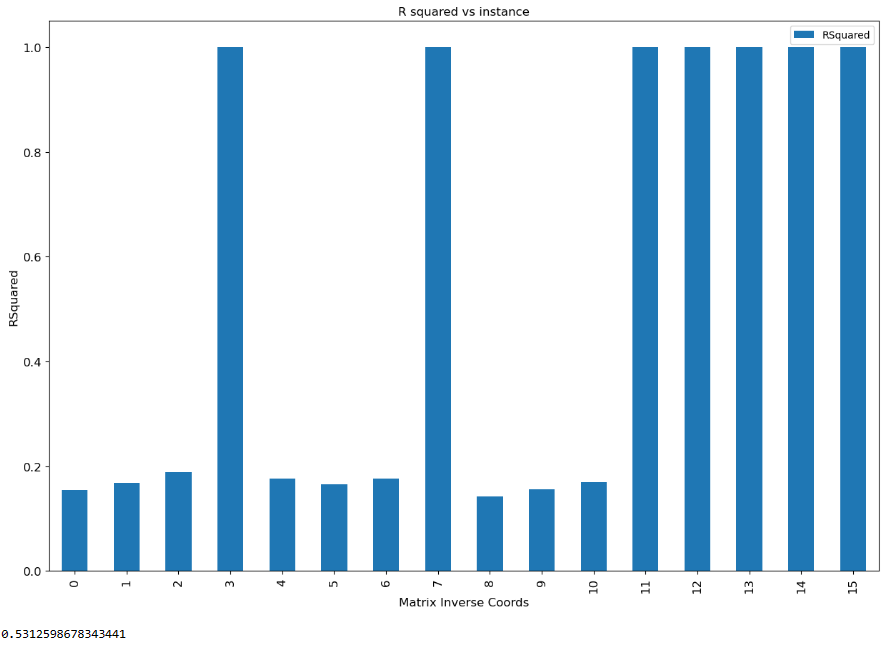 R squared vs instance
RSquared
1.0
0.8
0.6
0.4
0.2
0.0
RSquared
0 1 2 3 4 5 6 7 8 9 10 11 12 13 14 15
Matrix Inverse Coords
0.5312598678343441